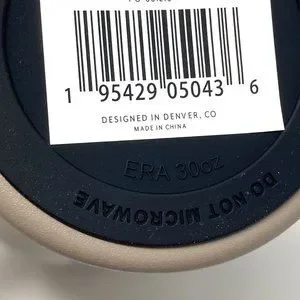 1 95429 05043 6
DESIGNED IN DENVER, CO
MADE IN CHINA
ERA 30oz
DO NOT MICROWAVE